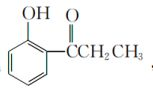 OH O
CCH₂CH₃
,